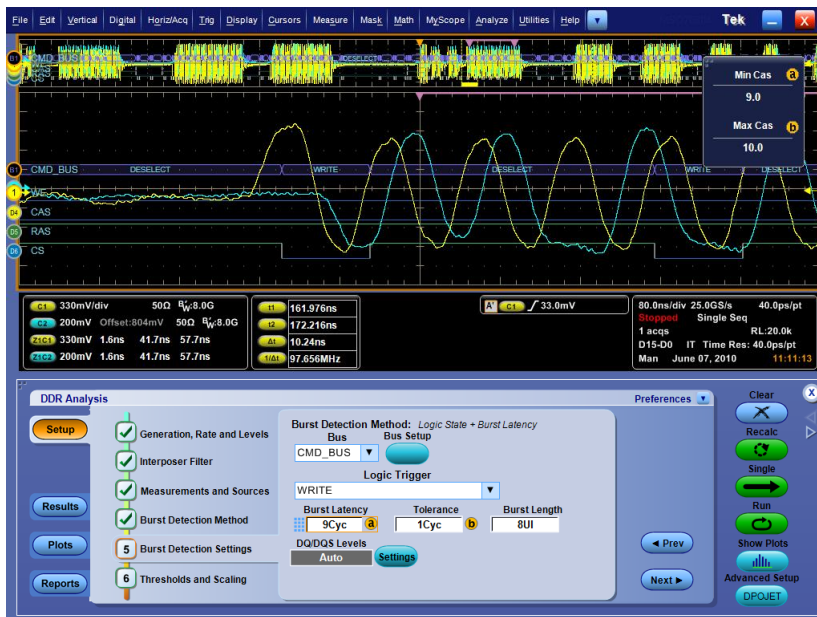 File Edit Vertical Digital Horiz/Acq Trig Display Cursors Measure Mask Math MyScope Analyze Utilities Help Tek X
B1 CMD_BUS DESELECT
CS
Min Cas a
9.0
Max Cas b
10.0
B1 CMD_BUS DESELECT WRITE DESELECT WRITE DESELECT
1 WE
D4 CAS
D5 RAS
D6 CS
C1 330mV/div 50Ω BW:8.0G
C2 200mV Offset:804mV 50Ω BW:8.0G
Z1C1 330mV 1.6ns 41.7ns 57.7ns
Z1C2 200mV 1.6ns 41.7ns 57.7ns
t1 161.976ns
t2 172.216ns
Δt 10.24ns
1/Δt 97.656MHz
A' C1 33.0mV
80.0ns/div 25.0GS/s 40.0ps/pt
Stopped Single Seq
1 acqs RL:20.0k
D15-D0 IT Time Res: 40.0ps/pt
Man June 07, 2010 11:11:13
DDR Analysis
Preferences
Setup
Results
Plots
Reports
Generation, Rate and Levels
Interposer Filter
Measurements and Sources
Burst Detection Method
5 Burst Detection Settings
6 Thresholds and Scaling
Burst Detection Method: Logic State + Burst Latency
Bus Bus Setup
CMD_BUS
Logic Trigger
WRITE
Burst Latency Tolerance Burst Length
9Cyc a 1Cyc b 8UI
DQ/DQS Levels
Auto Settings
Prev
Next
Clear X
Recalc
Single
Run
Show Plots
Advanced Setup
DPOJET